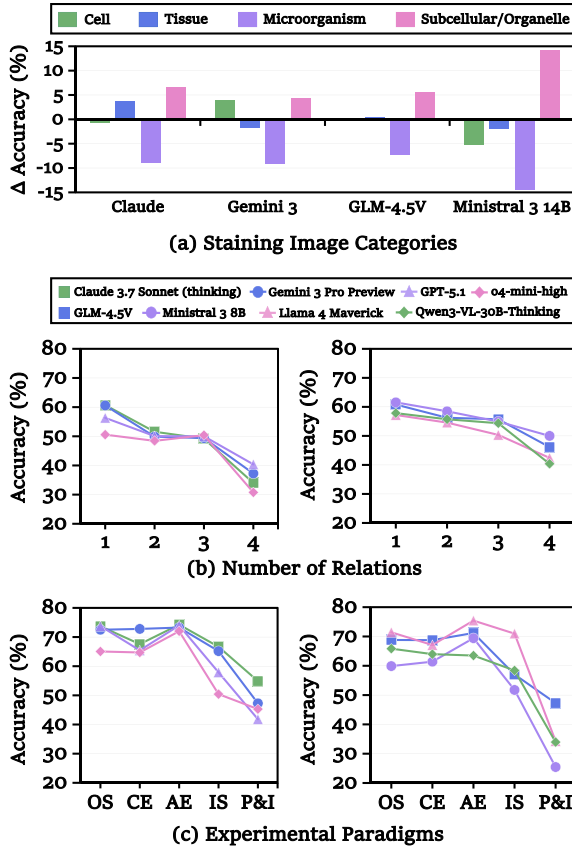 Cell Tissue Microorganism Subcellular/Organelle
Δ Accuracy (%)
15
10
5
0
-5
-10
-15
Claude Gemini 3 GLM-4.5V Ministral 3 14B
(a) Staining Image Categories
Claude 3.7 Sonnet (thinking) Gemini 3 Pro Preview GPT-5.1 o4-mini-high
GLM-4.5V Ministral 3 8B Llama 4 Maverick Qwen3-VL-30B-Thinking
Accuracy (%)
80
70
60
50
40
30
20
1 2 3 4
Accuracy (%)
80
70
60
50
40
30
20
1 2 3 4
(b) Number of Relations
Accuracy (%)
80
70
60
50
40
30
20
OS CE AE IS P&I
Accuracy (%)
80
70
60
50
40
30
20
OS CE AE IS P&I
(c) Experimental Paradigms